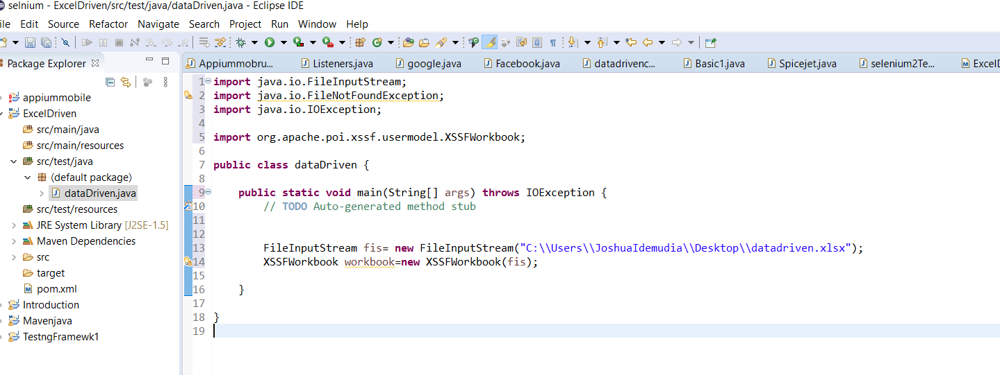 selnium - ExcelDriven/src/test/java/dataDriven.java - Eclipse IDE
ile Edit Source Refactor Navigate Search Project Run Window Help
Package Explorer
Appiummobru... Listeners.java google.java Facebook.java datadrivenc... Basic1.java Spicejet.java selenium2Te... ExcelD
appiummobile
ExcelDriven
src/main/java
src/main/resources
src/test/java
(default package)
dataDriven.java
src/test/resources
JRE System Library [J2SE-1.5]
Maven Dependencies
src
target
pom.xml
Introduction
Mavenjava
TestngFramewk1
1 import java.io.FileInputStream;
2 import java.io.FileNotFoundException;
3 import java.io.IOException;
4
5 import org.apache.poi.xssf.usermodel.XSSFWorkbook;
6
7 public class dataDriven {
8
9 public static void main(String[] args) throws IOException {
10 // TODO Auto-generated method stub
11
12
13 FileInputStream fis= new FileInputStream("C:\\Users\\JoshuaIdemudia\\Desktop\\datadriven.xlsx");
14 XSSFWorkbook workbook=new XSSFWorkbook(fis);
15
16 }
17
18 }
19